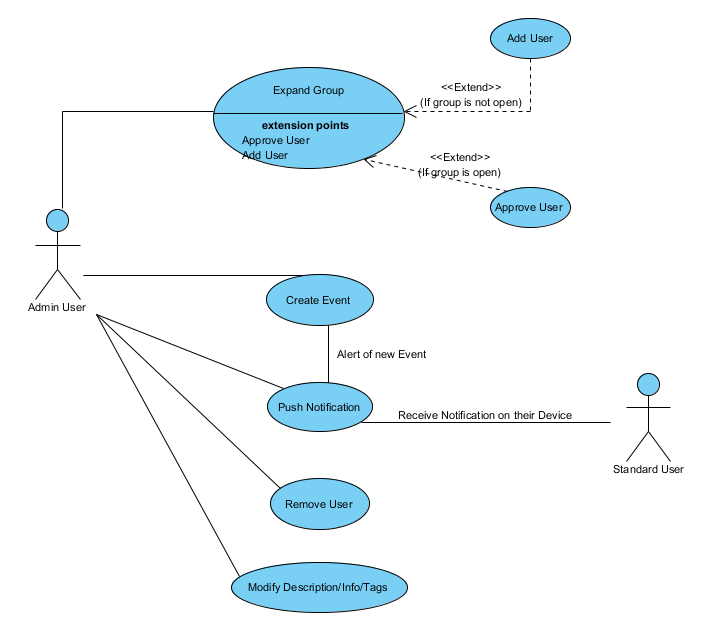 Add User
<<Extend>>
(If group is not open)
Expand Group
extension points
Approve User
Add User
<<Extend>>
(If group is open)
Approve User
Admin User
Create Event
Alert of new Event
Push Notification
Receive Notification on their Device
Standard User
Remove User
Modify Description/Info/Tags